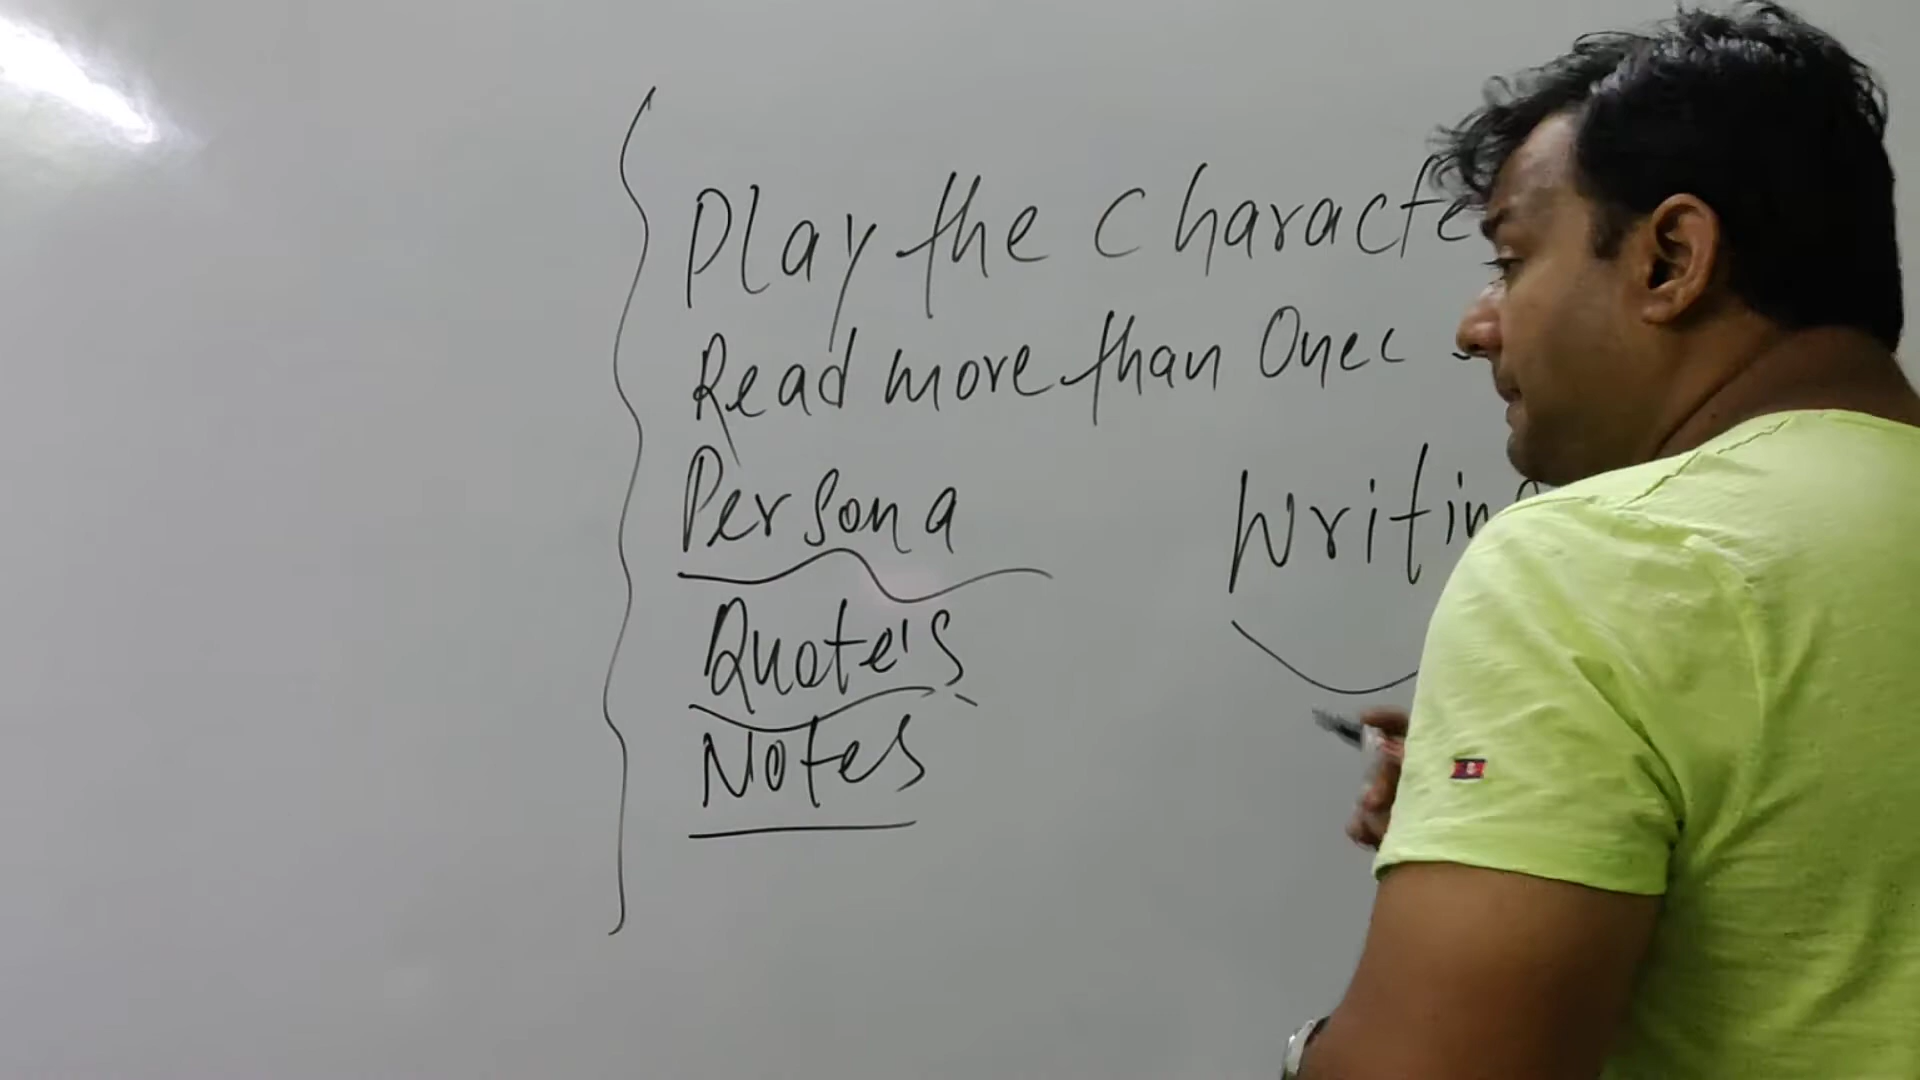 Play the characte
Read more than Onec
Persona
Writin
Quote's
Notes